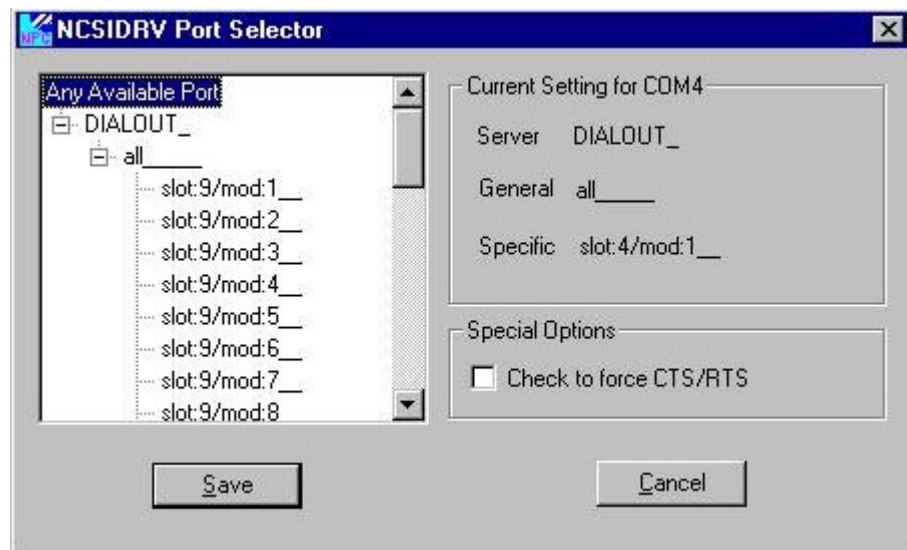 NPC NCSIDRV Port Selector
Any Available Port
DIALOUT_
all_____
slot:9/mod:1__
slot:9/mod:2__
slot:9/mod:3__
slot:9/mod:4__
slot:9/mod:5__
slot:9/mod:6__
slot:9/mod:7__
slot:9/mod:8
Current Setting for COM4
Server DIALOUT_
General all_____
Specific slot:4/mod:1__
Special Options
Check to force CTS/RTS
Save
Cancel